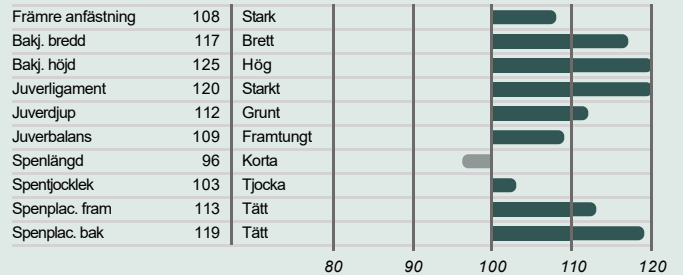 Främre anfästning 108 Stark
Bakj. bredd 117 Brett
Bakj. höjd 125 Hög
Juverligament 120 Starkt
Juverdjup 112 Grunt
Juverbalans 109 Framtungt
Spenlängd 96 Korta
Spentjocklek 103 Tjocka
Spenplac. fram 113 Tätt
Spenplac. bak 119 Tätt
80 90 100 110 120